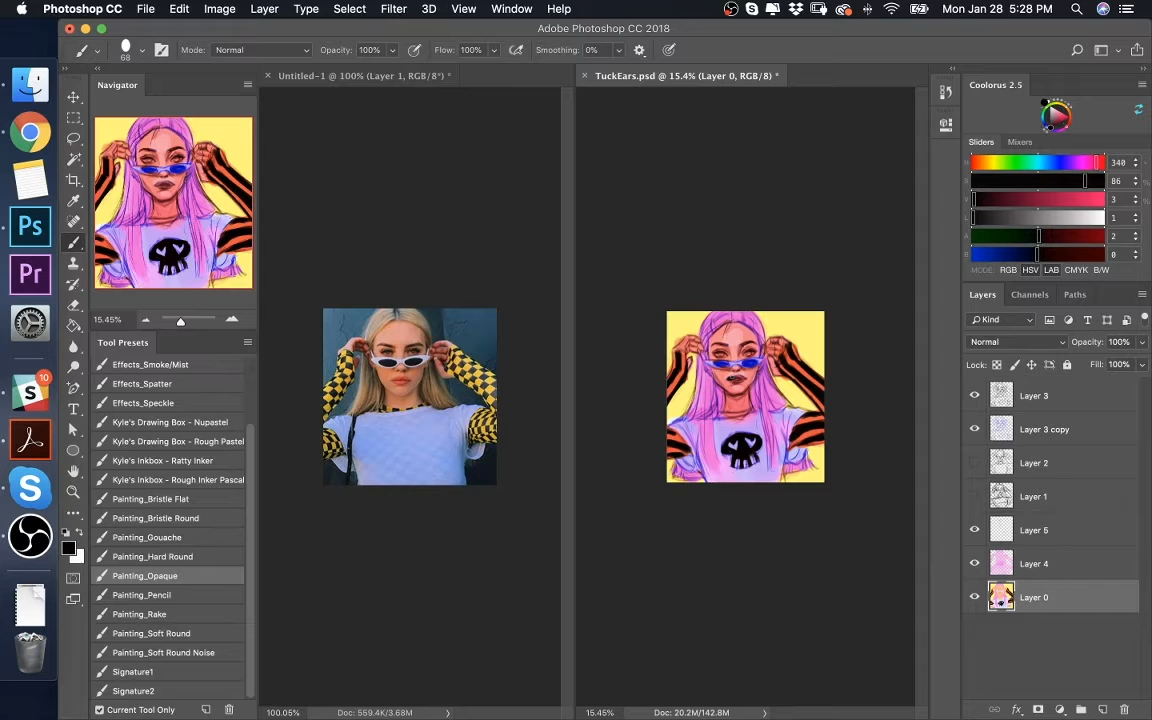 Photoshop CC File Edit Image Layer Type Select Filter 3D View Window Help Mon Jan 28 5:28 PM
Adobe Photoshop CC 2018
68 Mode: Normal Opacity: 100% Flow: 100% Smoothing: 0%
Untitled-1 @ 100% (Layer 1, RGB/8*) *
TuckEars.psd @ 15.4% (Layer 0, RGB/8) *
Navigator
15.45%
Tool Presets
Effects_Smoke/Mist
Effects_Spatter
Effects_Speckle
Kyle's Drawing Box - Nupastel
Kyle's Drawing Box - Rough Pastel
Kyle's Inkbox - Ratty Inker
Kyle's Inkbox - Rough Inker Pascal
Painting_Bristle Flat
Painting_Bristle Round
Painting_Gouache
Painting_Hard Round
Painting_Opaque
Painting_Pencil
Painting_Rake
Painting_Soft Round
Painting_Soft Round Noise
Signature1
Signature2
Current Tool Only
Ps
Pr
10
100.05% Doc: 559.4K/3.68M
15.45% Doc: 20.2M/142.8M
Coolorus 2.5
Sliders Mixers
340
86
3
L 1
A 2
B 0
MODE RGB HSV LAB CMYK B/W
Layers Channels Paths
Kind
Normal Opacity: 100%
Lock: Fill: 100%
Layer 3
Layer 3 copy
Layer 2
Layer 1
Layer 5
Layer 4
Layer 0
fx